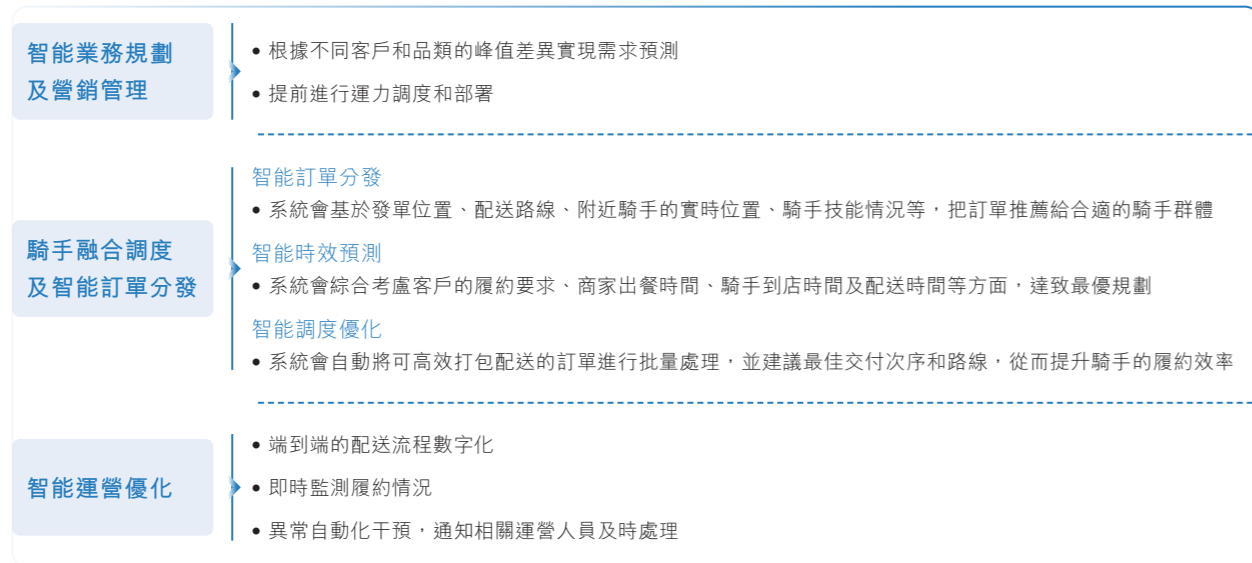 智能業務規劃
及營銷管理
• 根據不同客戶和品類的峰值差異實現需求預測
• 提前進行運力調度和部署
騎手融合調度
及智能訂單分發
智能訂單分發
• 系統會基於發單位置、配送路線、附近騎手的實時位置、騎手技能情況等，把訂單推薦給合適的騎手群體
智能時效預測
• 系統會綜合考慮客戶的履約要求、商家出餐時間、騎手到店時間及配送時間等方面，達致最優規劃
智能調度優化
• 系統會自動將可高效打包配送的訂單進行批量處理，並建議最佳交付次序和路線，從而提升騎手的履約效率
智能運營優化
• 端到端的配送流程數字化
• 即時監測履約情況
• 異常自動化干預，通知相關運營人員及時處理